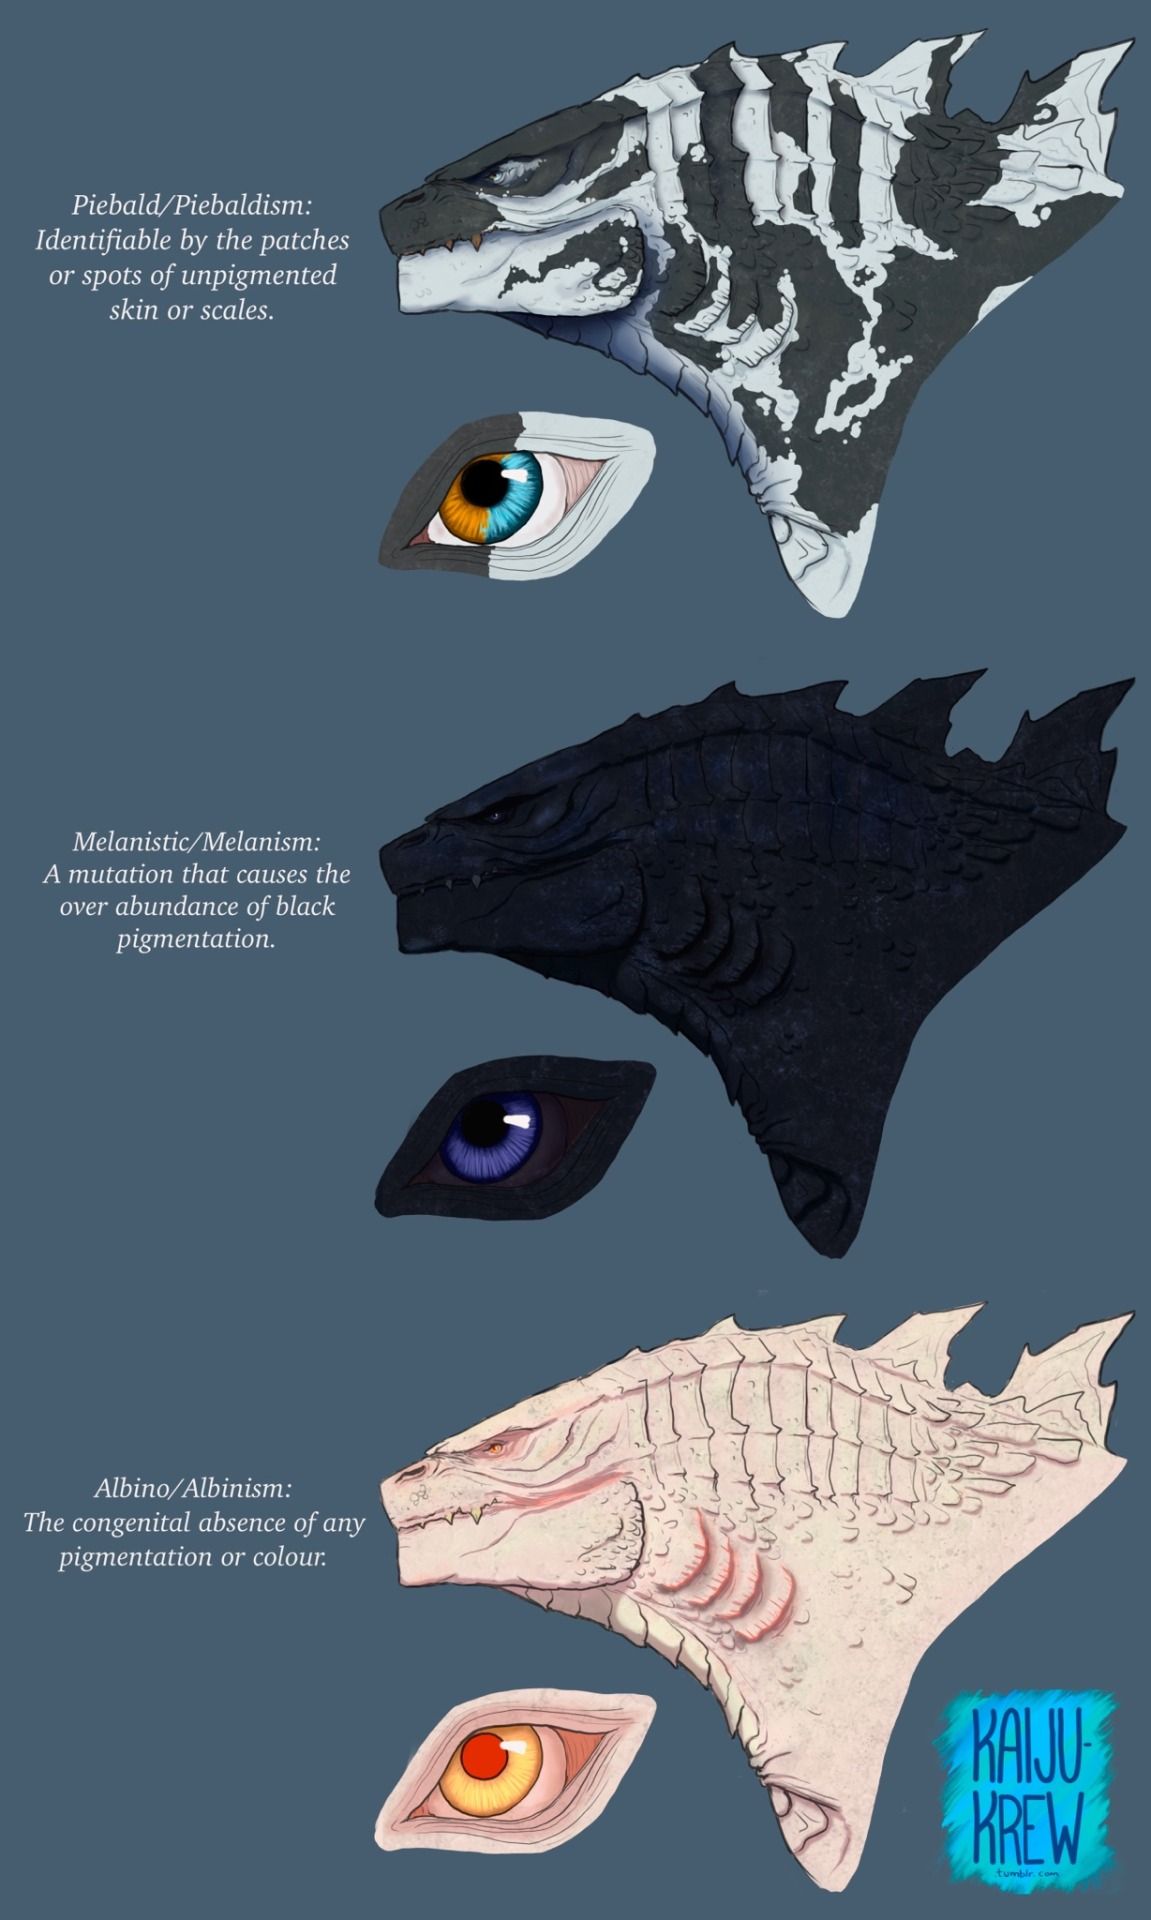 Piebald/Piebaldism:
Identifiable by the patches
or spots of unpigmented
skin or scales.
Melanistic/Melanism:
A mutation that causes the
over abundance of black
pigmentation.
Albino/Albinism:
The congenital absence of any
pigmentation or colour.
KAIJU-
KREW
tumblr.com